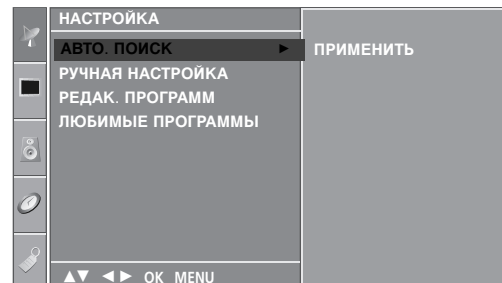 НАСТРОЙКА
АВТО. ПОИСК ► ПРИМЕНИТЬ
РУЧНАЯ НАСТРОЙКА
РЕДАК. ПРОГРАММ
ЛЮБИМЫЕ ПРОГРАММЫ
▲▼ ◄► OK MENU